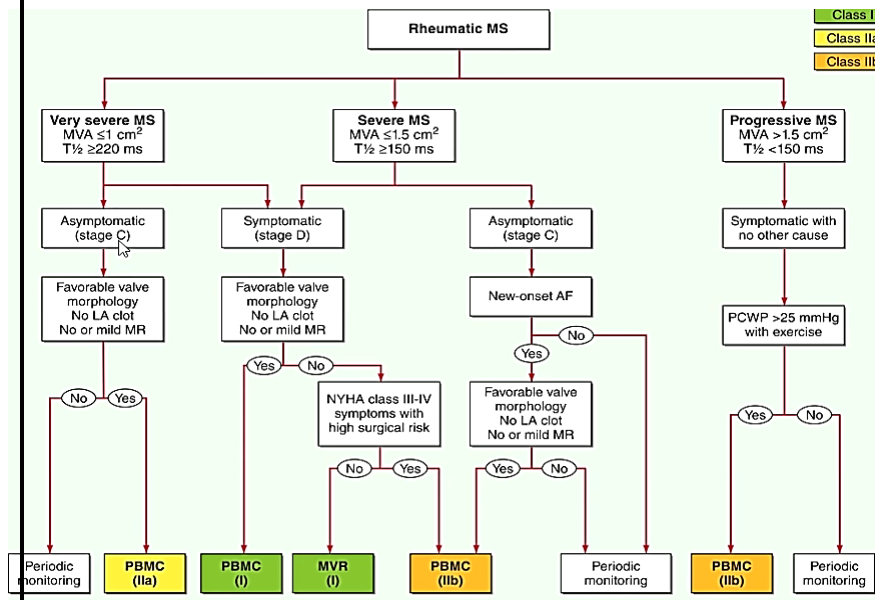 Rheumatic MS
Class I
Class IIa
Class IIb
Very severe MS
MVA ≤1 cm²
T½ ≥220 ms
Severe MS
MVA ≤1.5 cm²
T½ ≥150 ms
Progressive MS
MVA >1.5 cm²
T½ <150 ms
Asymptomatic
(stage C)
Symptomatic
(stage D)
Asymptomatic
(stage C)
Symptomatic with
no other cause
Favorable valve
morphology
No LA clot
No or mild MR
Favorable valve
morphology
No LA clot
No or mild MR
New-onset AF
PCWP >25 mmHg
with exercise
No
Yes
Yes
No
NYHA class III-IV
symptoms with
high surgical risk
Favorable valve
morphology
No LA clot
No or mild MR
No
Yes
Yes
No
No
Yes
Yes
No
Yes
No
Periodic
monitoring
PBMC
(IIa)
PBMC
(I)
MVR
(I)
PBMC
(IIb)
Periodic
monitoring
PBMC
(IIb)
Periodic
monitoring